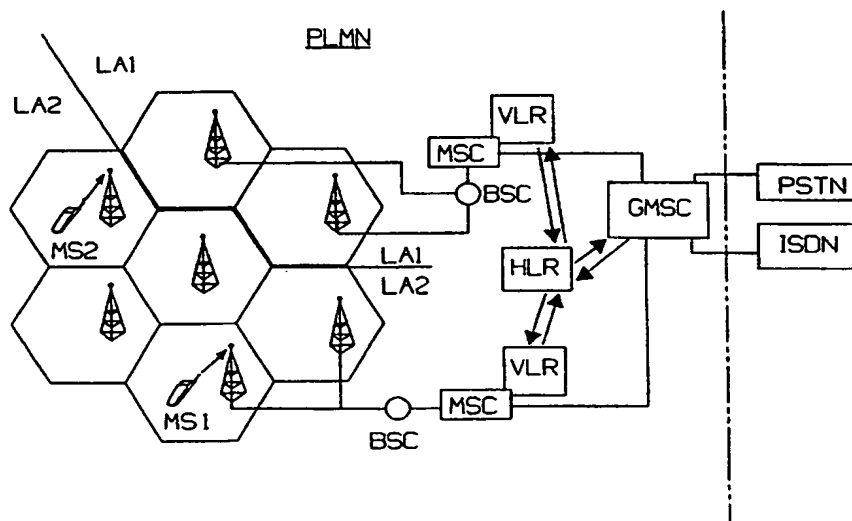 PLMN
LA1
LA2
VLR
MSC
BSC
PSTN
GMSC
ISDN
MS2
LA1
LA2
HLR
VLR
MSC
MS1
BSC